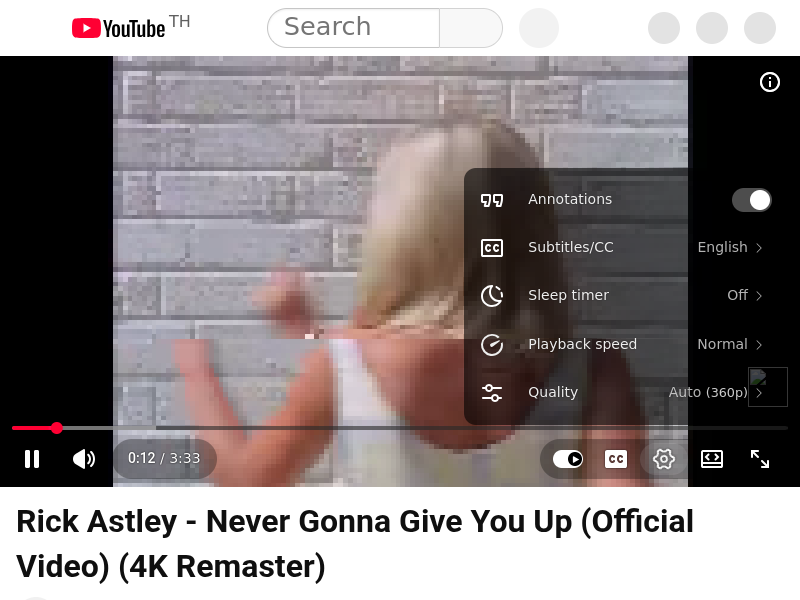 YouTube TH
Search
Annotations
Subtitles/CC English
Sleep timer Off
Playback speed Normal
Quality Auto (360p)
0:12 / 3:33
CC
Rick Astley - Never Gonna Give You Up (Official
Video) (4K Remaster)